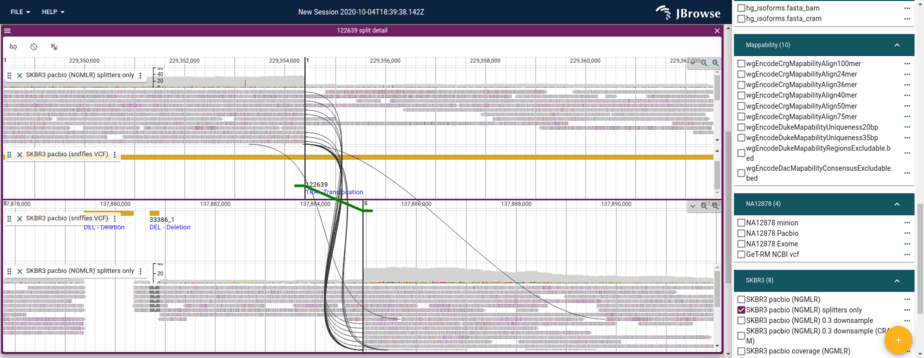 FILE HELP New Session 2020-10-04T18:39:38.142Z JBrowse
122639 split detail
229,350,000 229,352,000 229,354,000 1 229,356,000 229,358,000 229,360,000
SKBR3 pacbio (NGMLR) splitters only
40
20
SKBR3 pacbio (sniffles VCF)
122639
TRA - Translocation
137,880,000 137,882,000 137,884,000 5 137,886,000 137,888,000 137,890,000
SKBR3 pacbio (sniffles VCF)
33386_1
DEL - Deletion DEL - Deletion
SKBR3 pacbio (NGMLR) splitters only
40
20
hg_isoforms.fasta_bam
hg_isoforms.fasta_cram
Mappability (10)
wgEncodeCrgMapabilityAlign100mer
wgEncodeCrgMapabilityAlign24mer
wgEncodeCrgMapabilityAlign36mer
wgEncodeCrgMapabilityAlign40mer
wgEncodeCrgMapabilityAlign50mer
wgEncodeCrgMapabilityAlign75mer
wgEncodeDukeMapabilityUniqueness20bp
wgEncodeDukeMapabilityUniqueness35bp
wgEncodeDukeMapabilityRegionsExcludable.b
ed
wgEncodeDacMapabilityConsensusExcludable.
bed
NA12878 (4)
NA12878 minion
NA12878 Pacbio
NA12878 Exome
GeT-RM NCBI vcf
SKBR3 (8)
SKBR3 pacbio (NGMLR)
SKBR3 pacbio (NGMLR) splitters only
SKBR3 pacbio (NGMLR) 0.3 downsample
SKBR3 pacbio (NGMLR) 0.3 downsample (CRA
M)
SKBR3 pacbio coverage (NGMLR)